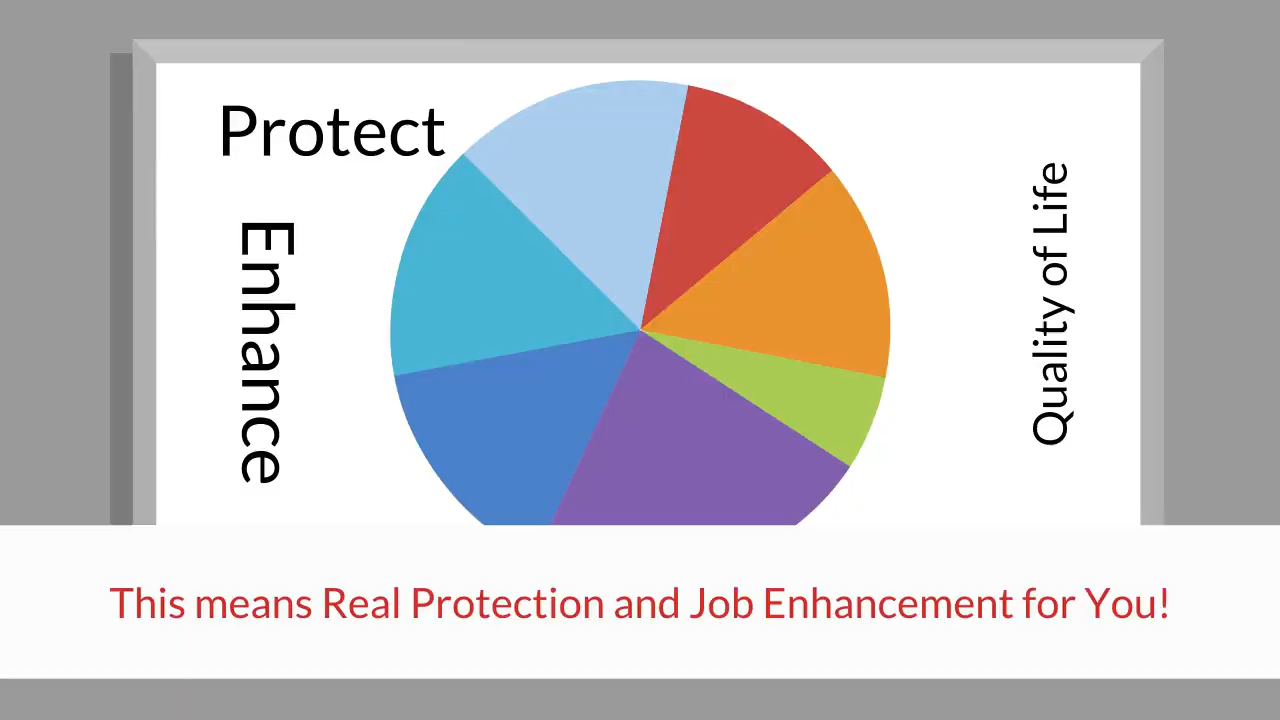 Protect
Enhance
Quality of Life
This means Real Protection and Job Enhancement for You!